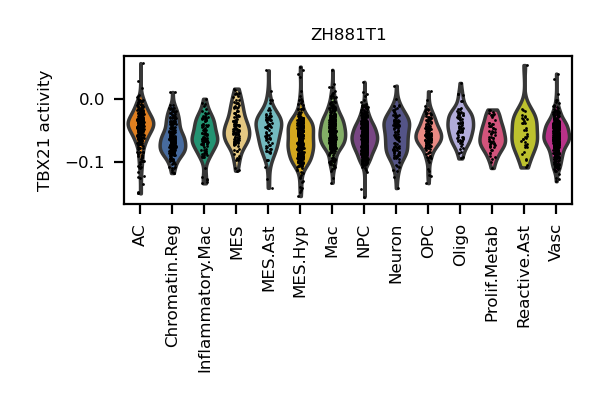 ZH881T1
TBX21 activity
0.0
−0.1
AC
Chromatin.Reg
Inflammatory.Mac
MES
MES.Ast
MES.Hyp
Mac
NPC
Neuron
OPC
Oligo
Prolif.Metab
Reactive.Ast
Vasc